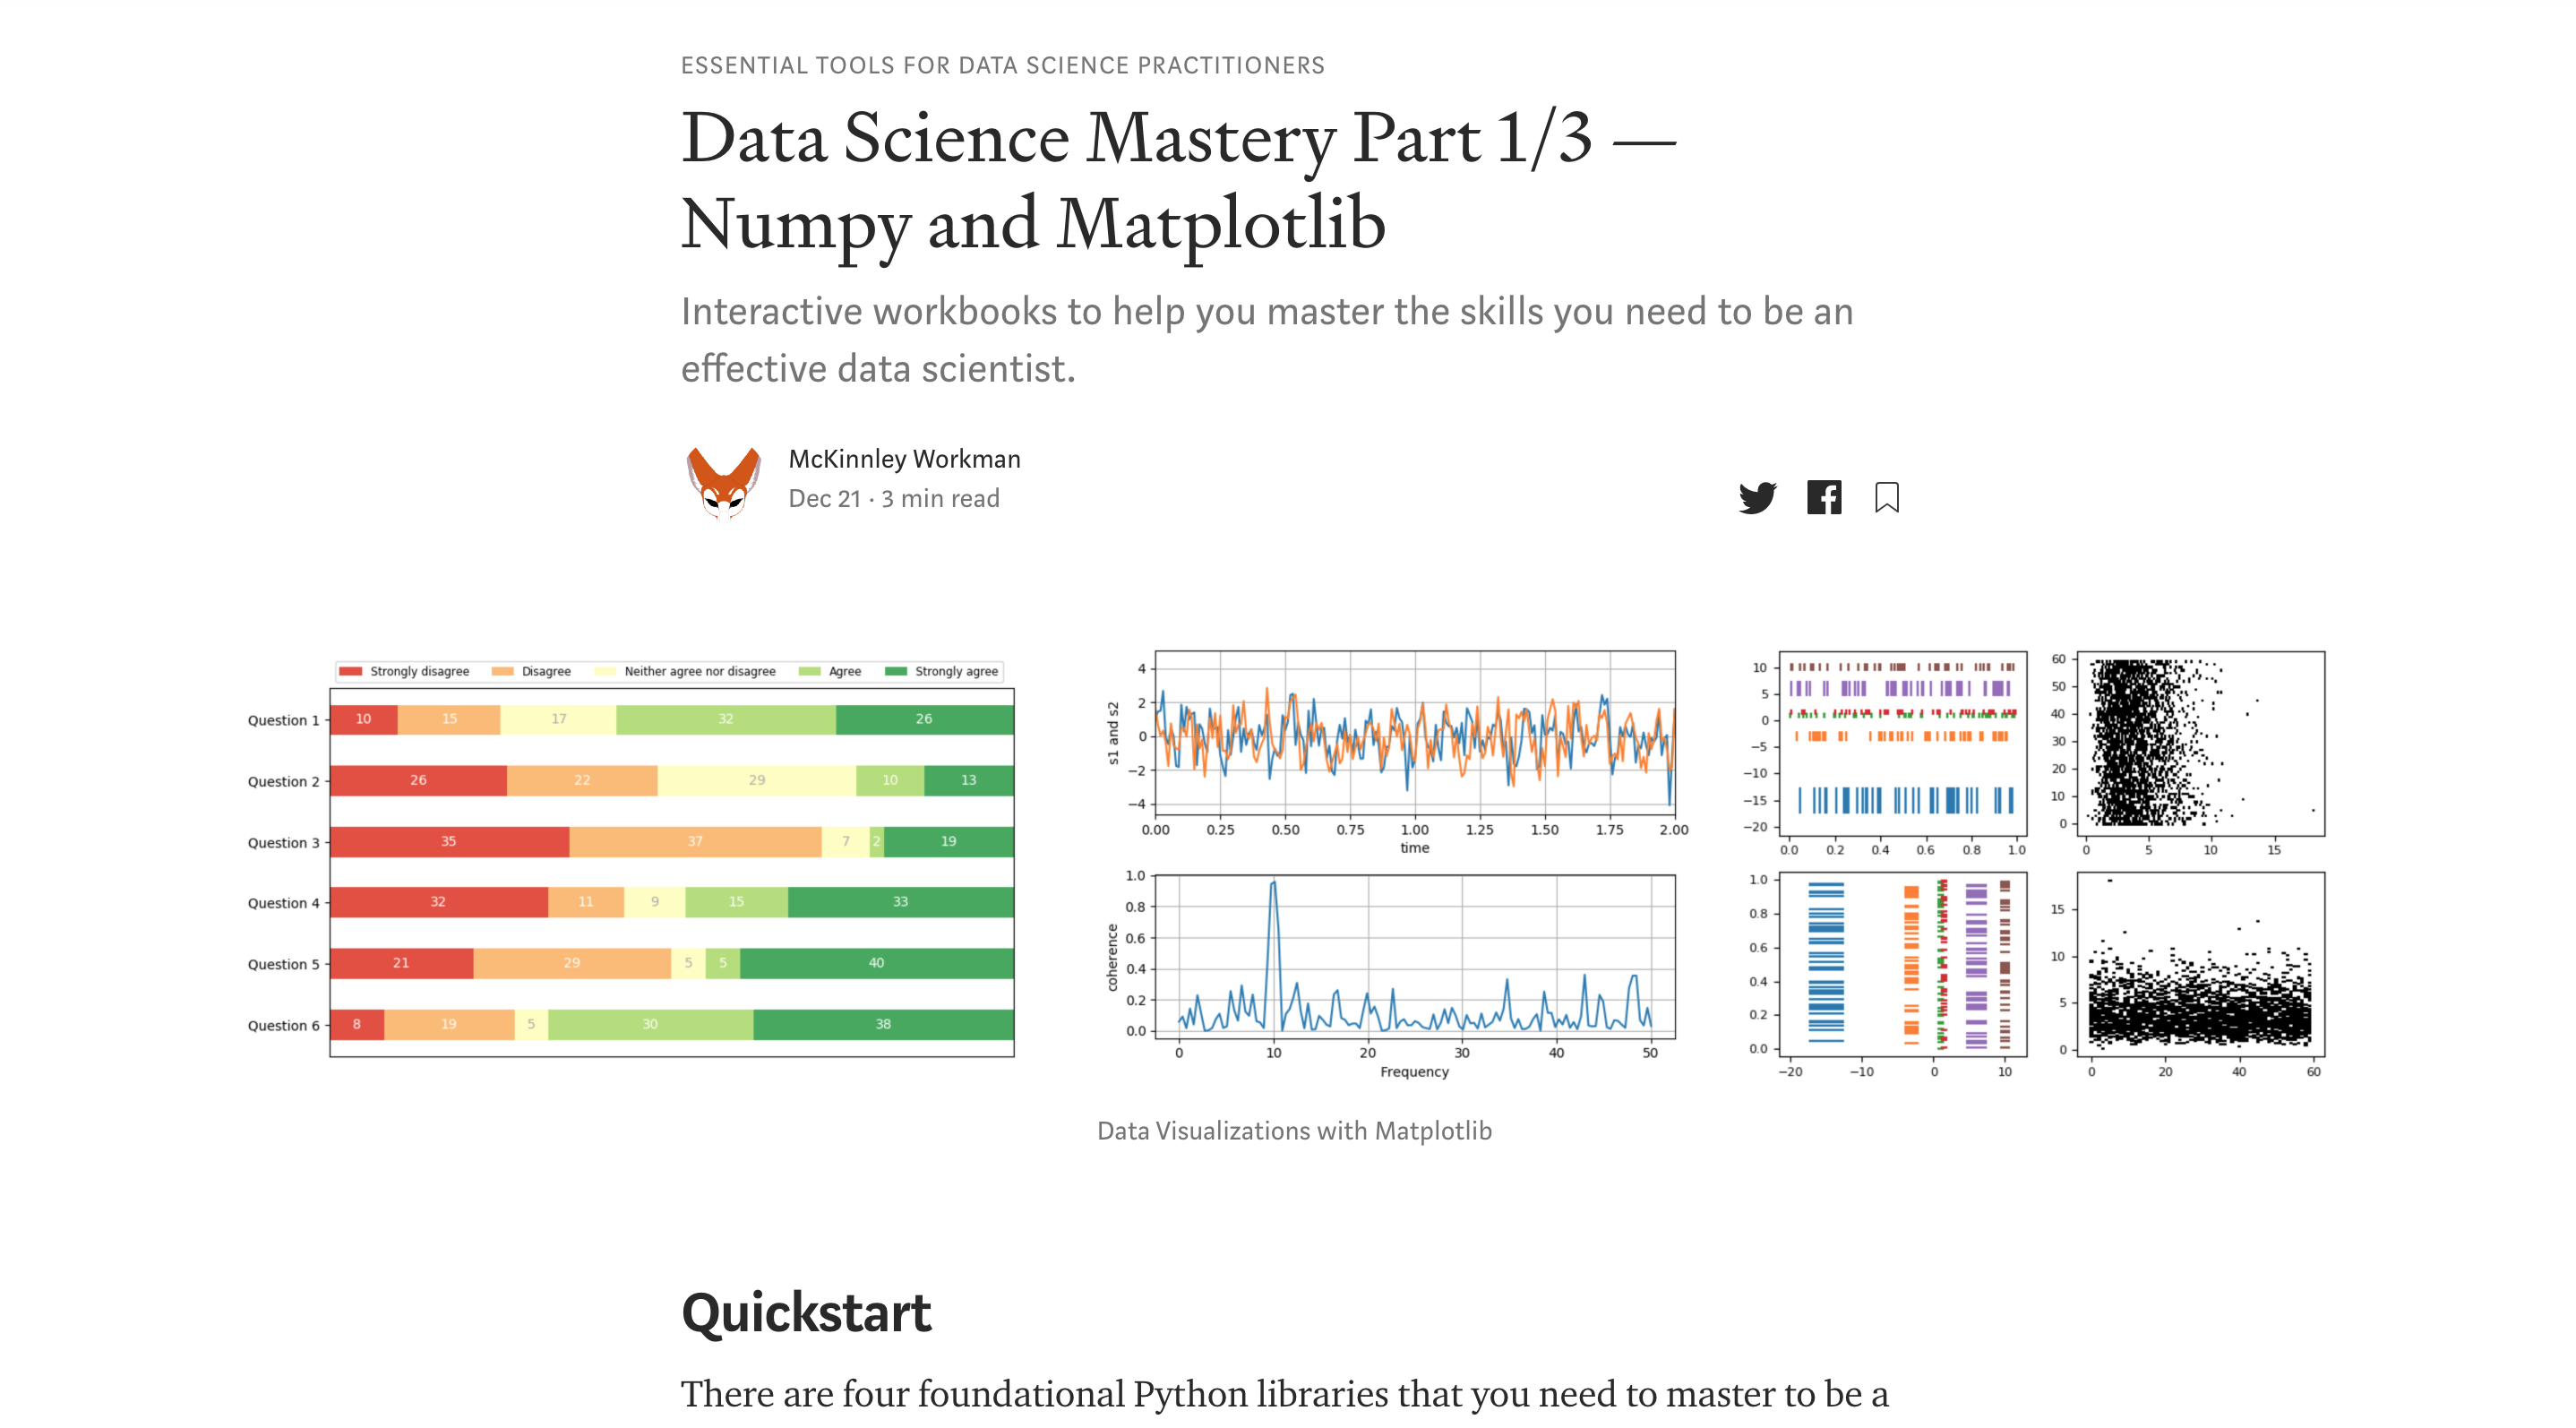 ESSENTIAL TOOLS FOR DATA SCIENCE PRACTITIONERS
Data Science Mastery Part 1/3 —
Numpy and Matplotlib
Interactive workbooks to help you master the skills you need to be an
effective data scientist.
McKinnley Workman
Dec 21 · 3 min read
Strongly disagree Disagree Neither agree nor disagree Agree Strongly agree
Question 1 10 15 17 32 26
Question 2 26 22 29 10 13
Question 3 35 37 7 2 19
Question 4 32 11 9 15 33
Question 5 21 29 5 5 40
Question 6 8 19 5 30 38
s1 and s2
4
2
0
−2
−4
0.00 0.25 0.50 0.75 1.00 1.25 1.50 1.75 2.00
time
coherence
1.0
0.8
0.6
0.4
0.2
0.0
0 10 20 30 40 50
Frequency
10
5
0
−5
−10
−15
−20
0.0 0.2 0.4 0.6 0.8 1.0
60
50
40
30
20
10
0
0 5 10 15
1.0
0.8
0.6
0.4
0.2
0.0
−20 −10 0 10
15
10
5
0
0 20 40 60
Data Visualizations with Matplotlib
Quickstart
There are four foundational Python libraries that you need to master to be a